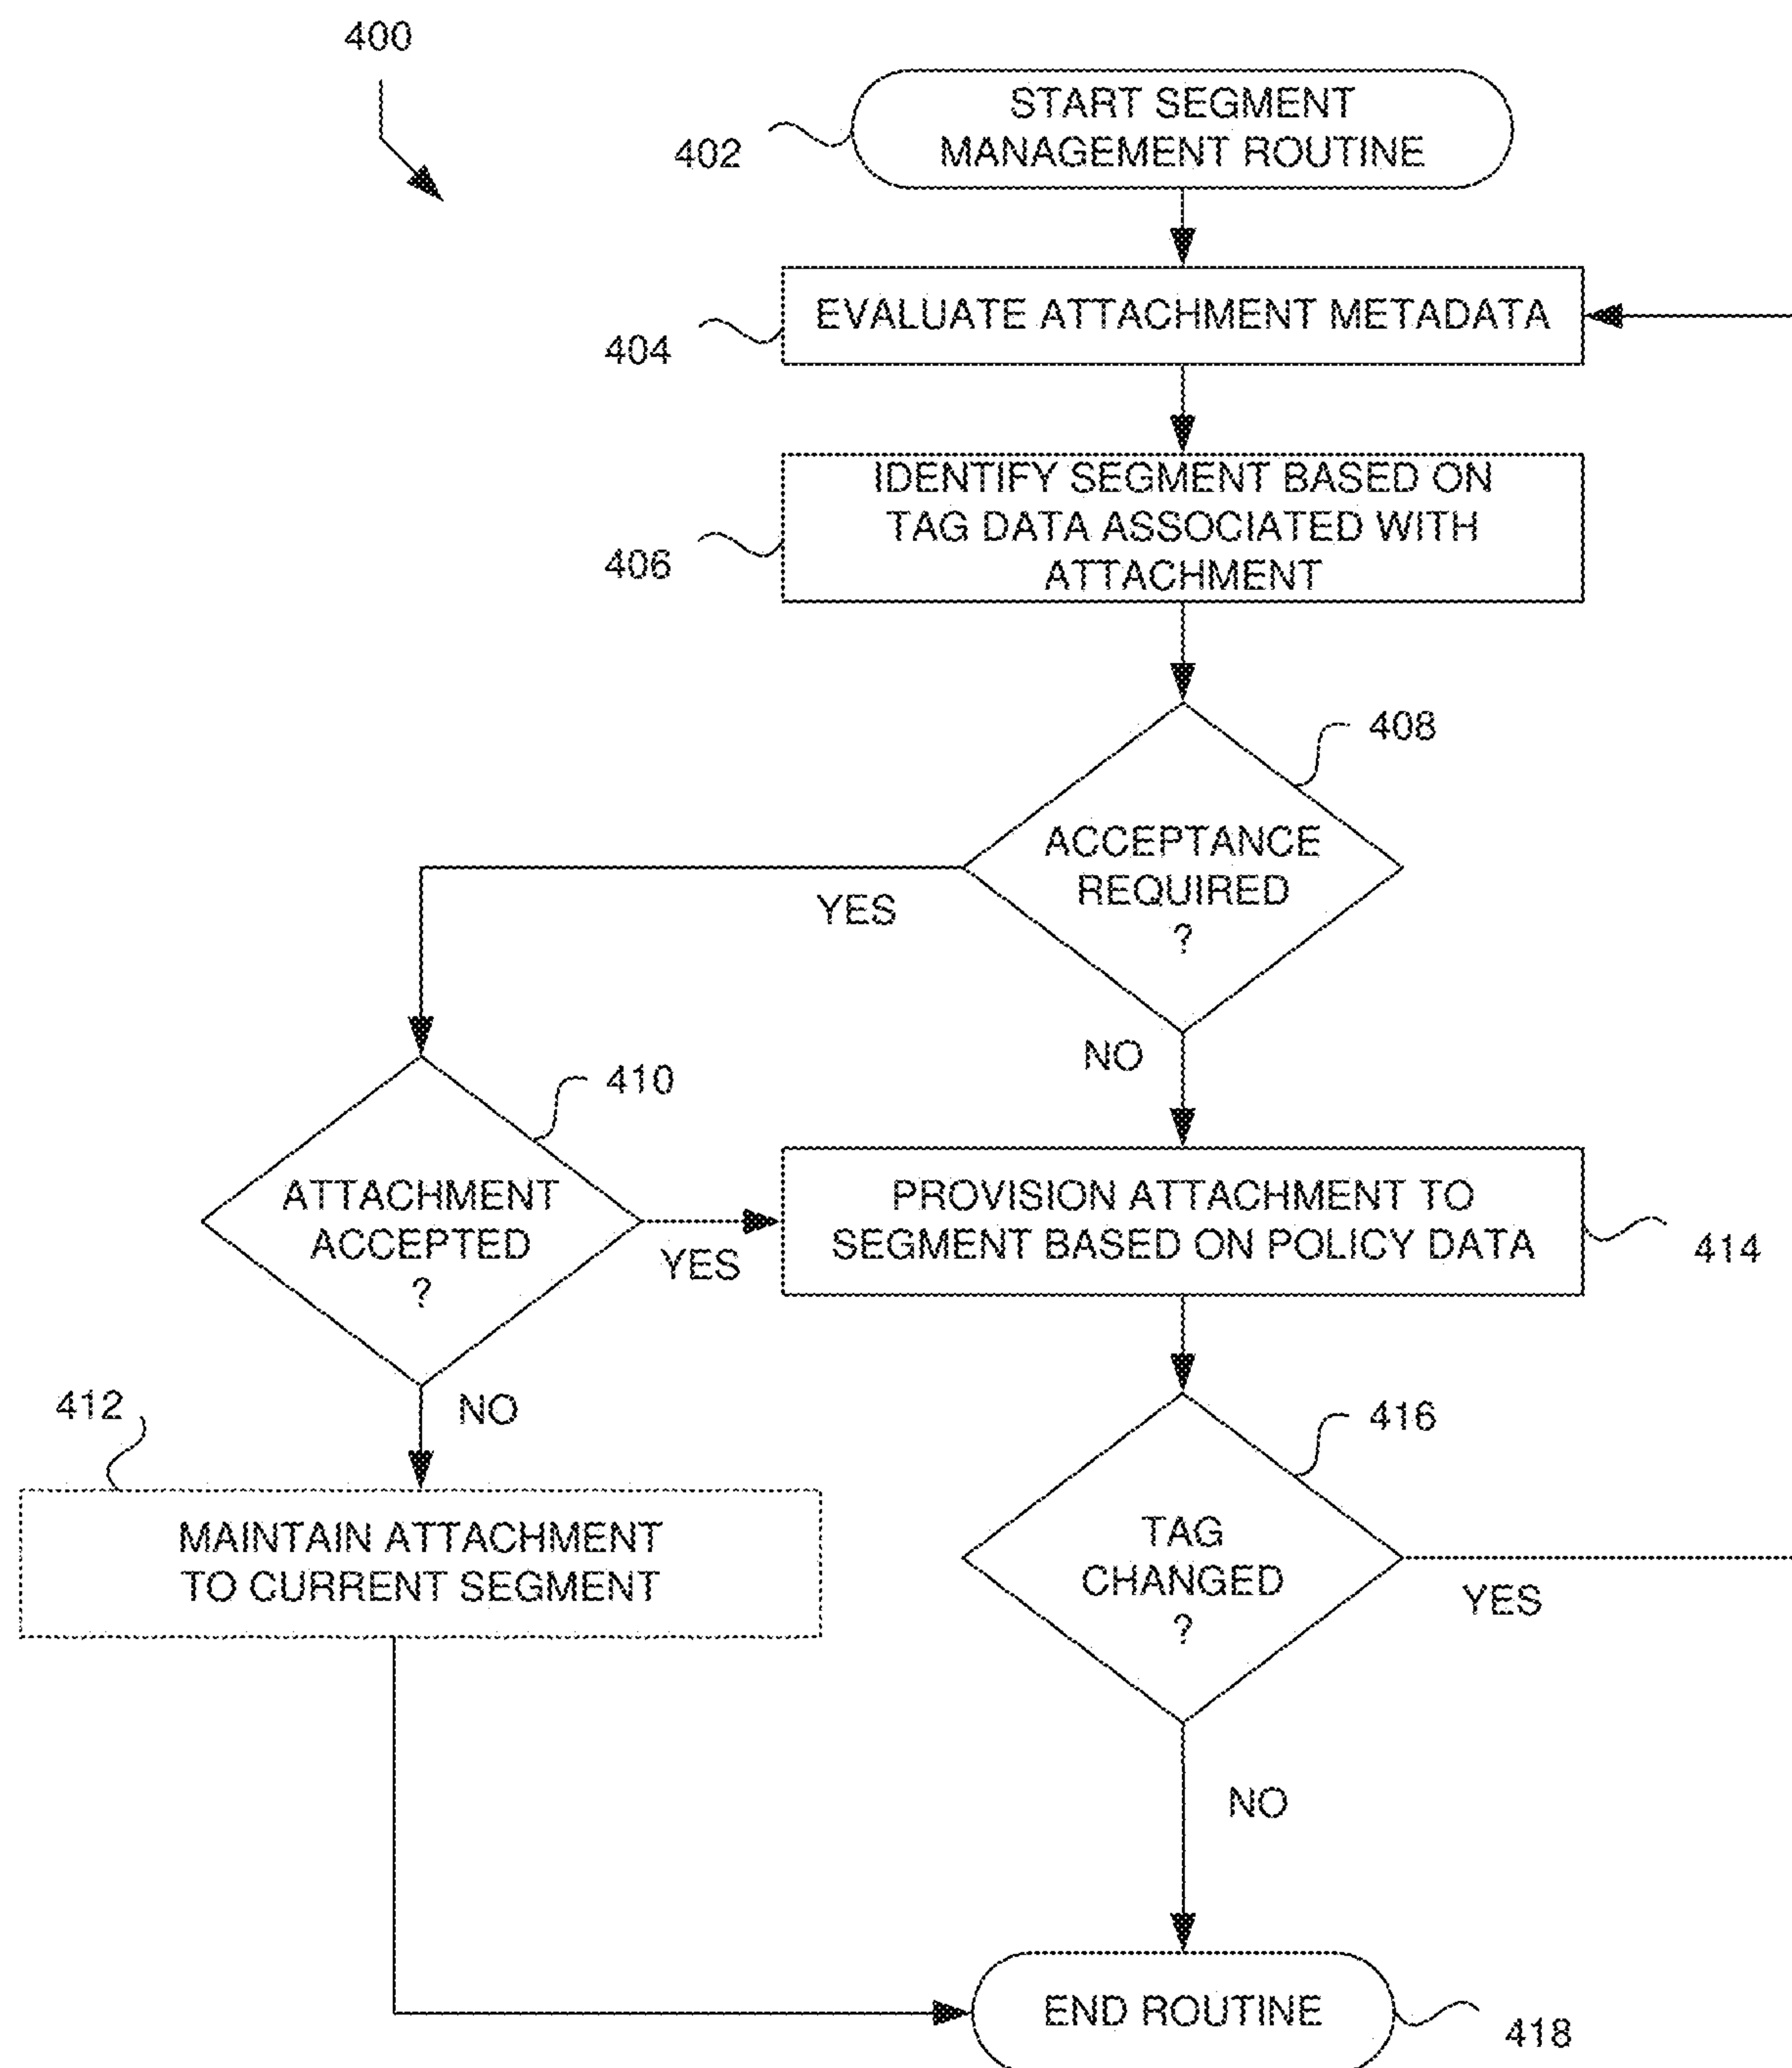 400
START SEGMENT
MANAGEMENT ROUTINE
402
EVALUATE ATTACHMENT METADATA
404
IDENTIFY SEGMENT BASED ON
TAG DATA ASSOCIATED WITH
ATTACHMENT
406
408
ACCEPTANCE
REQUIRED
?
YES
NO
410
ATTACHMENT
ACCEPTED
?
YES
PROVISION ATTACHMENT TO
SEGMENT BASED ON POLICY DATA
414
NO
412
MAINTAIN ATTACHMENT
TO CURRENT SEGMENT
416
TAG
CHANGED
?
YES
NO
END ROUTINE
418